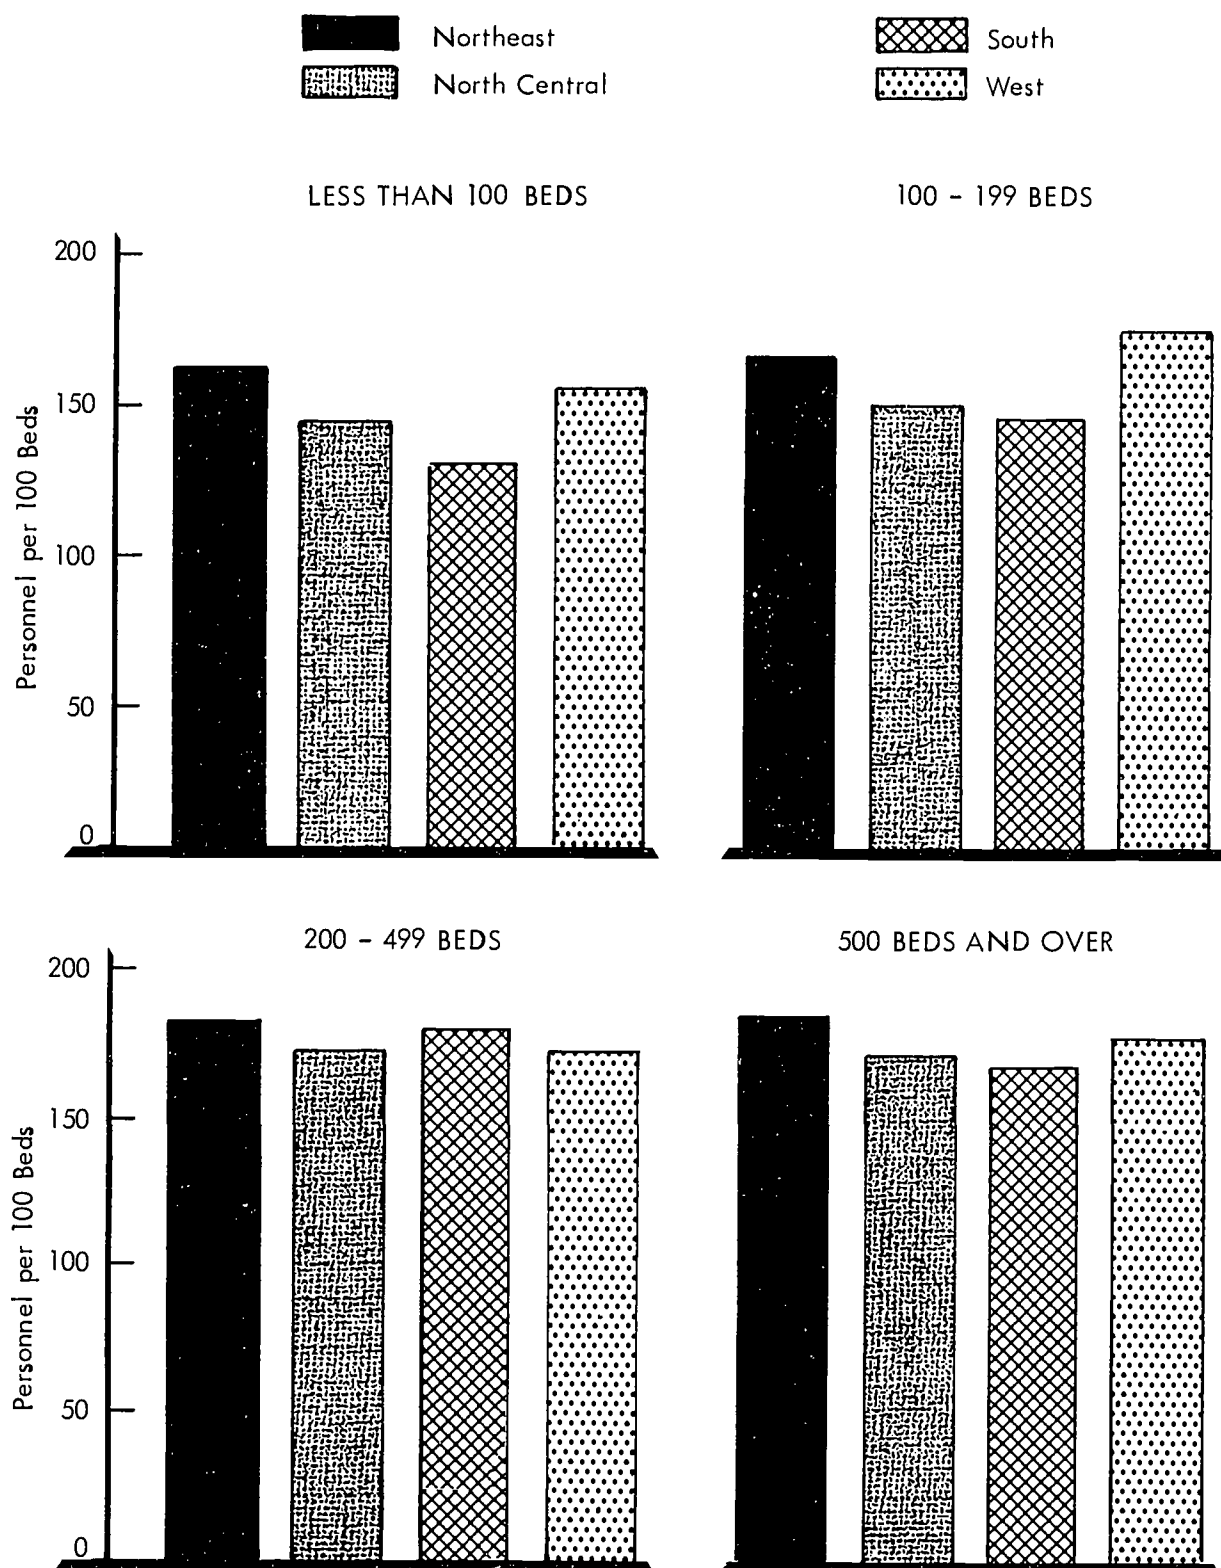 Northeast
South
North Central
West
LESS THAN 100 BEDS
100 - 199 BEDS
200
150
100
50
0
Personnel per 100 Beds
200 - 499 BEDS
500 BEDS AND OVER
200
150
100
50
0
Personnel per 100 Beds